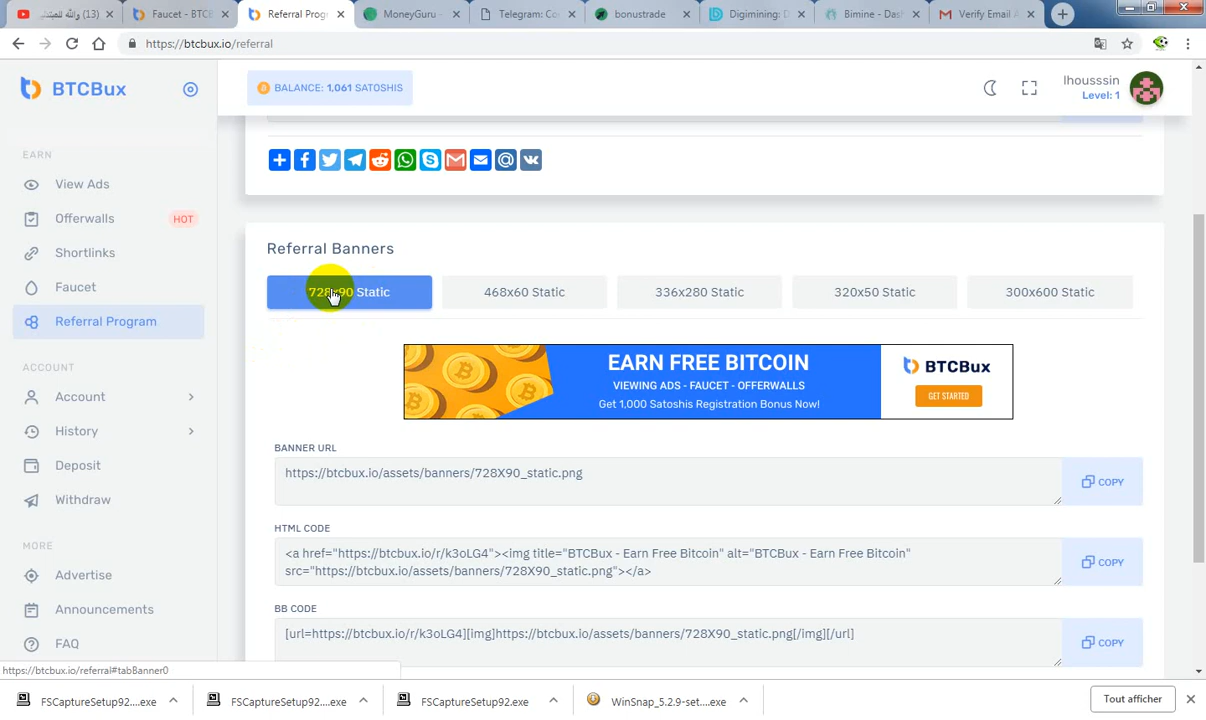 (13) والله للمبتد
Faucet - BTCB
Referral Prog
MoneyGuru -
Telegram: Co
bonustrade
Digimining: D
Bimine - Das
Verify Email A
https://btcbux.io/referral
BTCBux
BALANCE: 1,061 SATOSHIS
lhousssin
Level: 1
EARN
View Ads
Offerwalls HOT
Shortlinks
Faucet
Referral Program
ACCOUNT
Account
History
Deposit
Withdraw
MORE
Advertise
Announcements
FAQ
Referral Banners
728x90 Static
468x60 Static
336x280 Static
320x50 Static
300x600 Static
EARN FREE BITCOIN
VIEWING ADS - FAUCET - OFFERWALLS
Get 1,000 Satoshis Registration Bonus Now!
BTCBux
GET STARTED
BANNER URL
https://btcbux.io/assets/banners/728X90_static.png
COPY
HTML CODE
<a href="https://btcbux.io/r/k3oLG4"><img title="BTCBux - Earn Free Bitcoin" alt="BTCBux - Earn Free Bitcoin"
src="https://btcbux.io/assets/banners/728X90_static.png"></a>
COPY
BB CODE
[url=https://btcbux.io/r/k3oLG4][img]https://btcbux.io/assets/banners/728X90_static.png[/img][/url]
COPY
https://btcbux.io/referral#tabBanner0
FSCaptureSetup92....exe
FSCaptureSetup92....exe
FSCaptureSetup92.exe
WinSnap_5.2.9-set....exe
Tout afficher